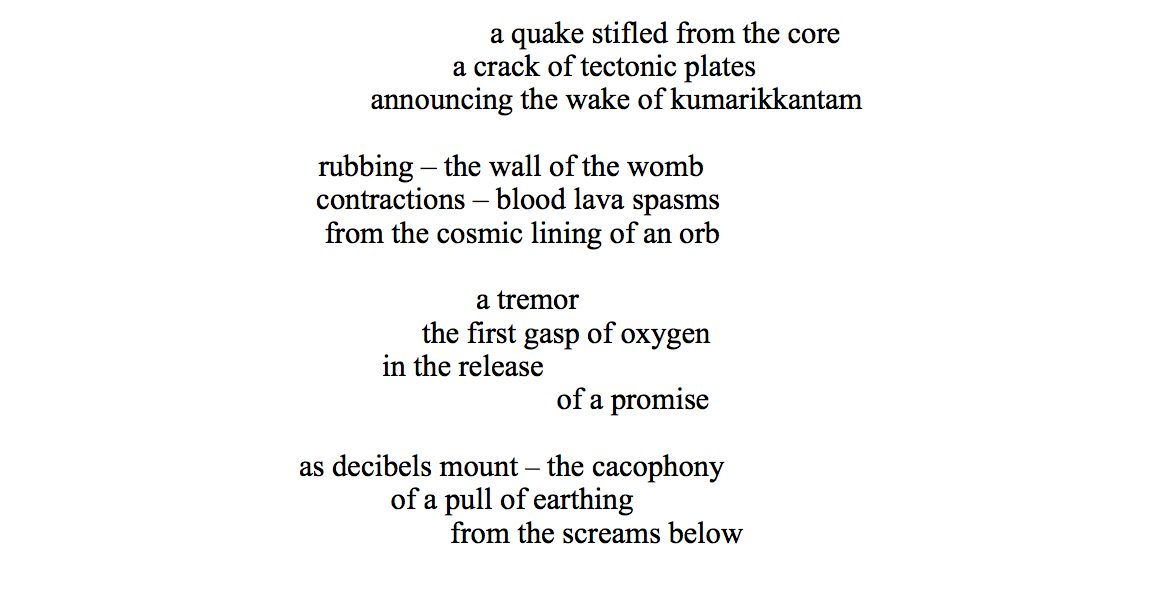 a quake stifled from the core
a crack of tectonic plates
announcing the wake of kumarikkantam
rubbing – the wall of the womb
contractions – blood lava spasms
from the cosmic lining of an orb
a tremor
the first gasp of oxygen
in the release
of a promise
as decibels mount – the cacophony
of a pull of earthing
from the screams below